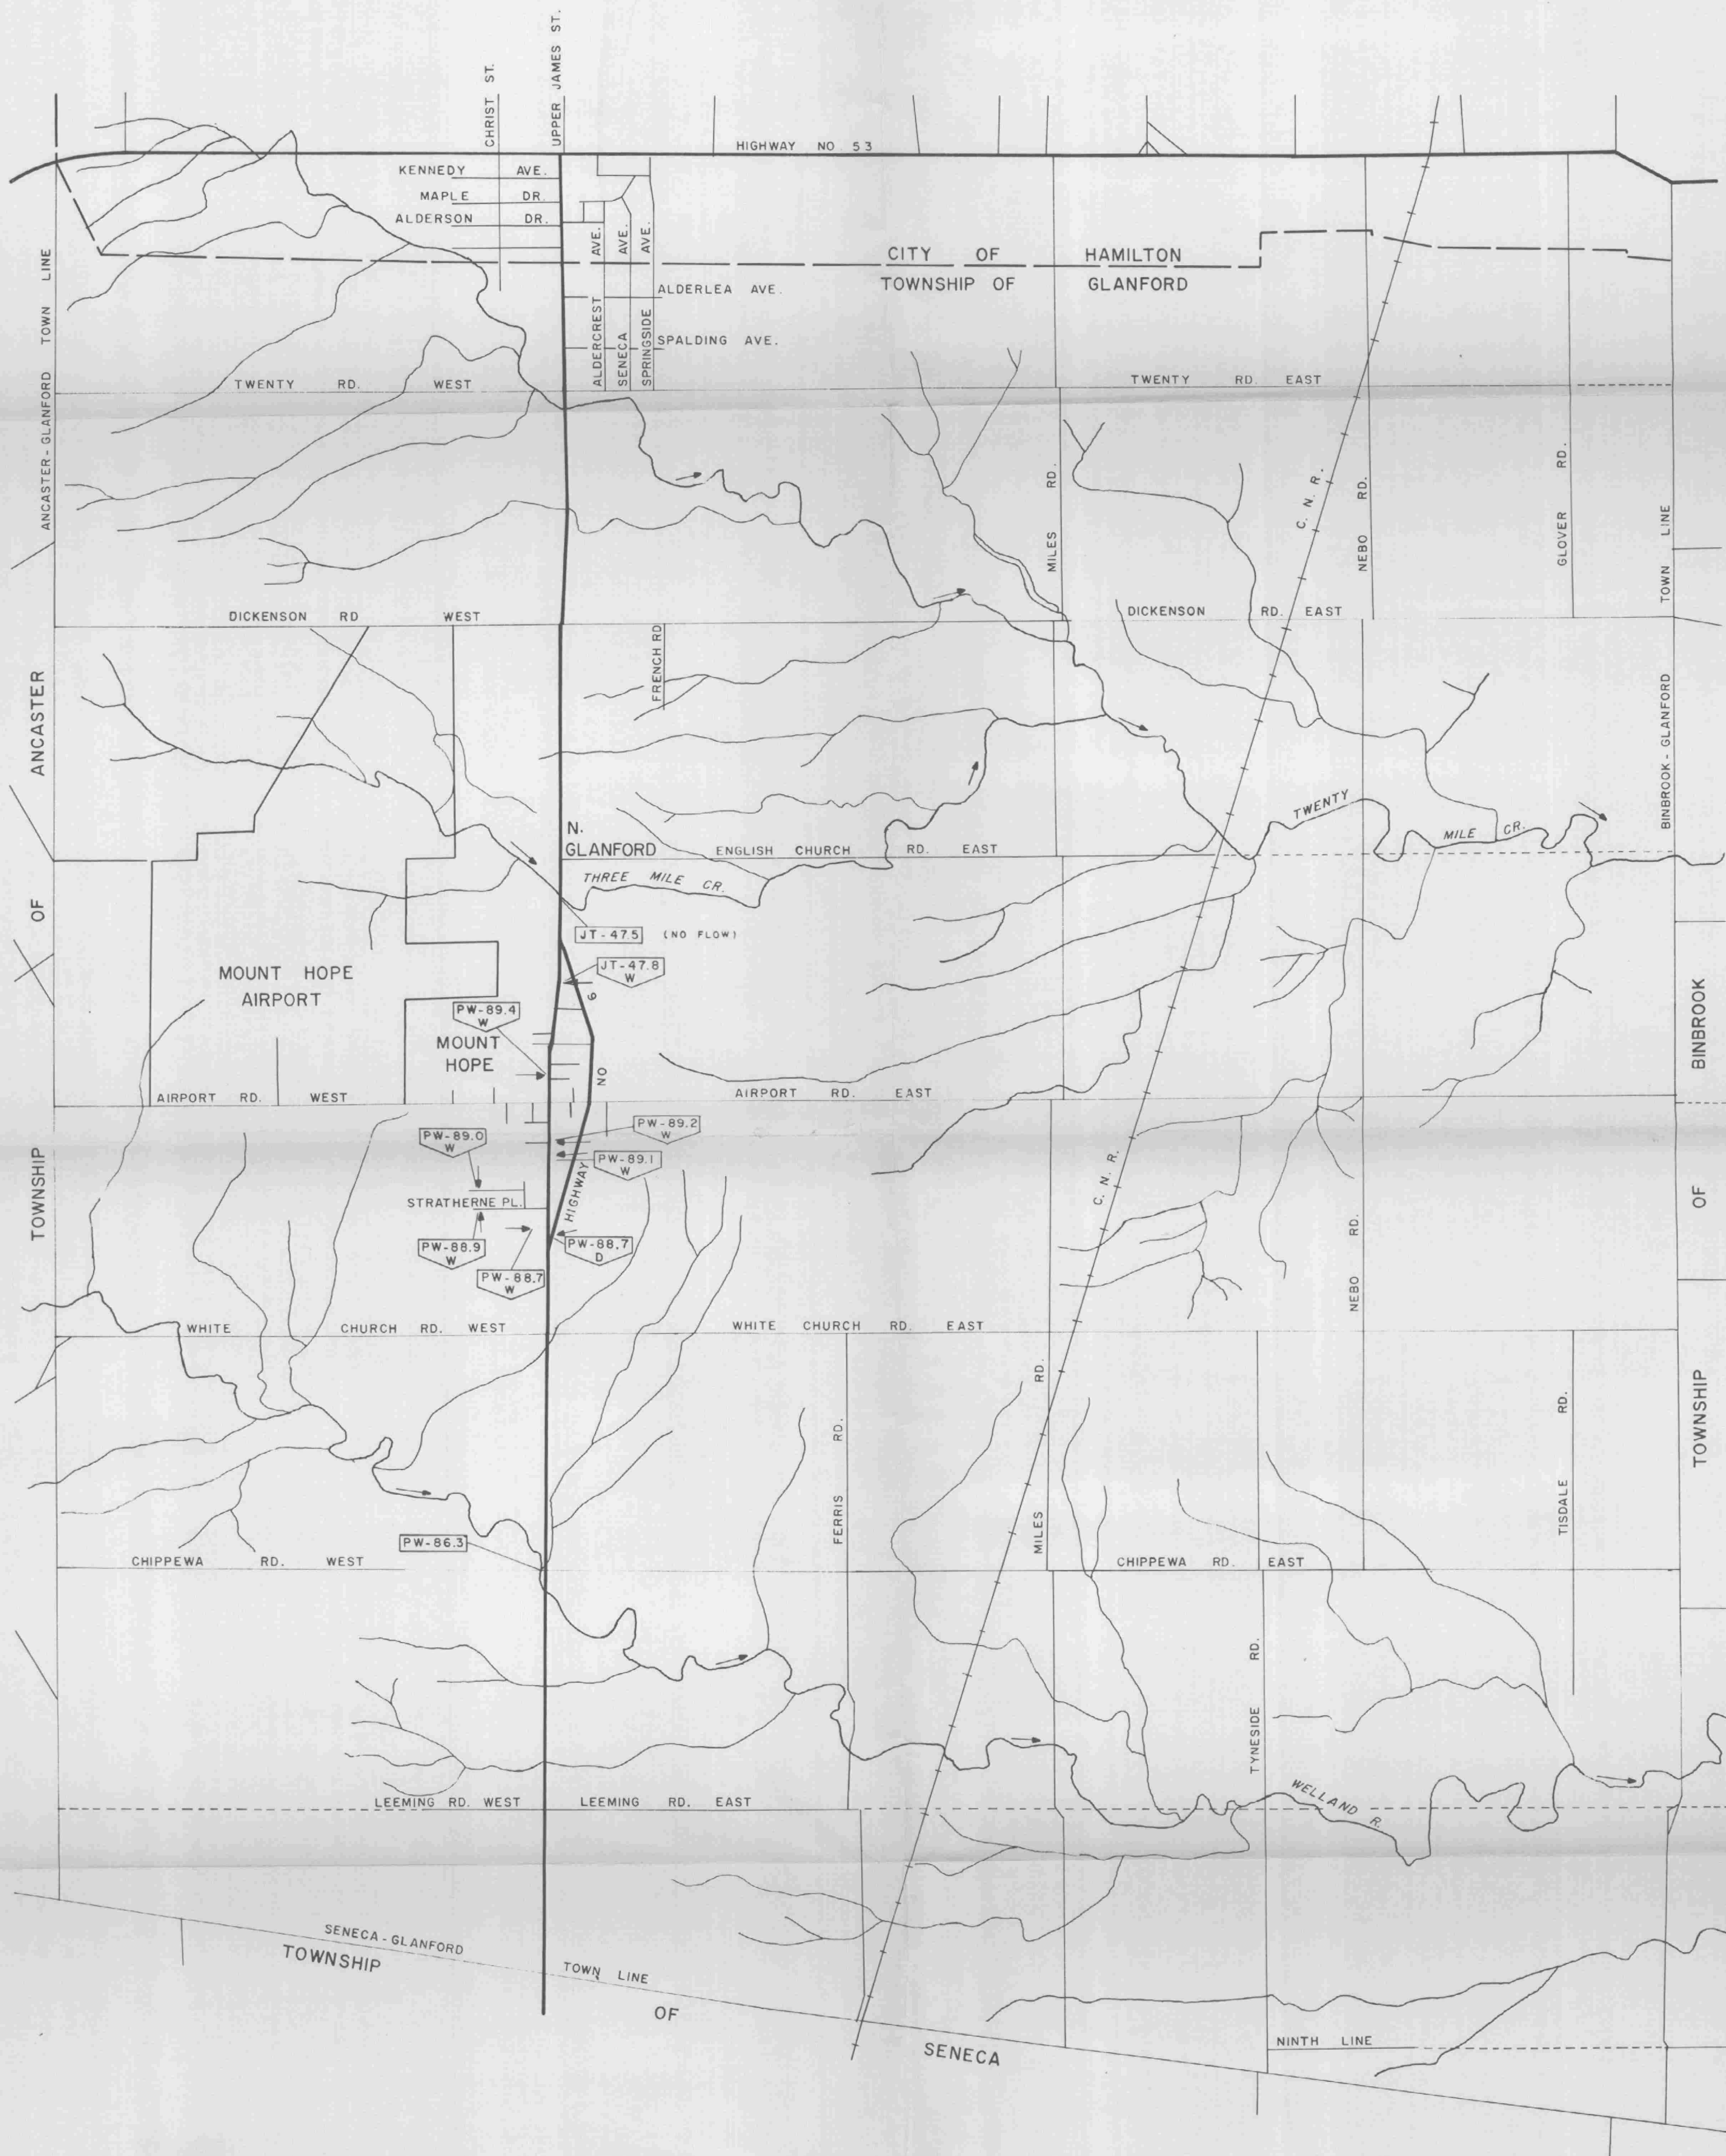 CHRIST ST.
UPPER JAMES ST.
HIGHWAY NO 53
KENNEDY AVE.
MAPLE DR.
ALDERSON DR.
ALDERCREST AVE.
SENECA AVE.
SPRINGSIDE AVE.
CITY OF HAMILTON
TOWNSHIP OF GLANFORD
ALDERLEA AVE.
SPALDING AVE.
ANCASTER - GLANFORD TOWN LINE
TWENTY RD. WEST
TWENTY RD. EAST
MILES RD.
C. N. R.
NEBO RD.
GLOVER RD.
BINBROOK - GLANFORD TOWN LINE
DICKENSON RD WEST
DICKENSON RD. EAST
FRENCH RD
TOWNSHIP OF ANCASTER
TWENTY MILE CR.
N.
GLANFORD
ENGLISH CHURCH RD. EAST
THREE MILE CR.
JT-47.5 (NO FLOW)
JT-47.8
W
MOUNT HOPE
AIRPORT
PW-89.4
W
MOUNT
HOPE
HIGHWAY NO 6
AIRPORT RD. WEST
AIRPORT RD. EAST
PW-89.2
W
PW-89.0
W
PW-89.1
W
STRATHERNE PL.
PW-88.9
W
PW-88.7
D
PW-88.7
W
C. N. R.
NEBO RD.
TOWNSHIP OF BINBROOK
WHITE CHURCH RD. WEST
WHITE CHURCH RD. EAST
FERRIS RD.
MILES RD.
TISDALE RD.
PW-86.3
CHIPPEWA RD. WEST
CHIPPEWA RD. EAST
TYNESIDE RD.
WELLAND R.
LEEMING RD. WEST
LEEMING RD. EAST
SENECA - GLANFORD TOWN LINE
TOWNSHIP OF SENECA
NINTH LINE